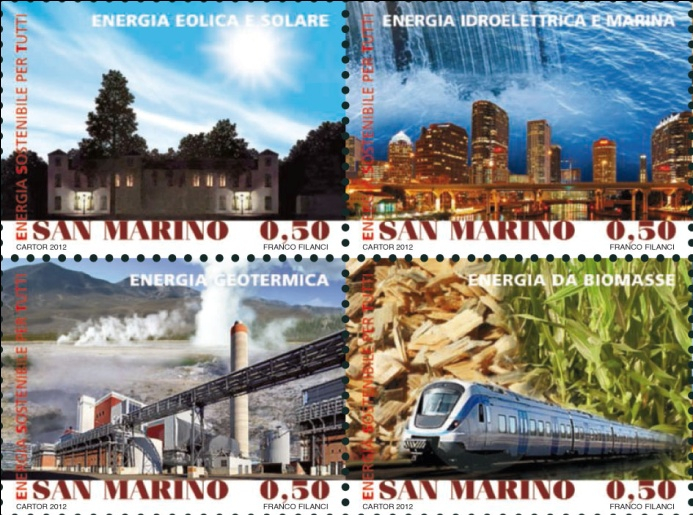 ENERGIA EOLICA E SOLARE
ENERGIA SOSTENIBILE PER TUTTI
SAN MARINO 0,50
CARTOR 2012 FRANCO FILANCI
ENERGIA IDROELETTRICA E MARINA
ENERGIA SOSTENIBILE PER TUTTI
SAN MARINO 0,50
CARTOR 2012 FRANCO FILANCI
ENERGIA GEOTERMICA
ENERGIA SOSTENIBILE PER TUTTI
SAN MARINO 0,50
CARTOR 2012 FRANCO FILANCI
ENERGIA DA BIOMASSE
ENERGIA SOSTENIBILE PER TUTTI
SAN MARINO 0,50
CARTOR 2012 FRANCO FILANCI